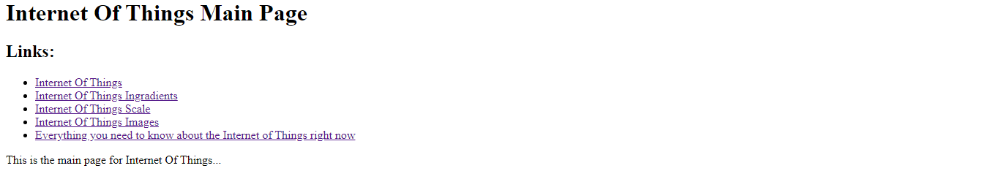 Internet Of Things Main Page
Links:
Internet Of Things
Internet Of Things Ingradients
Internet Of Things Scale
Internet Of Things Images
Everything you need to know about the Internet of Things right now
This is the main page for Internet Of Things...